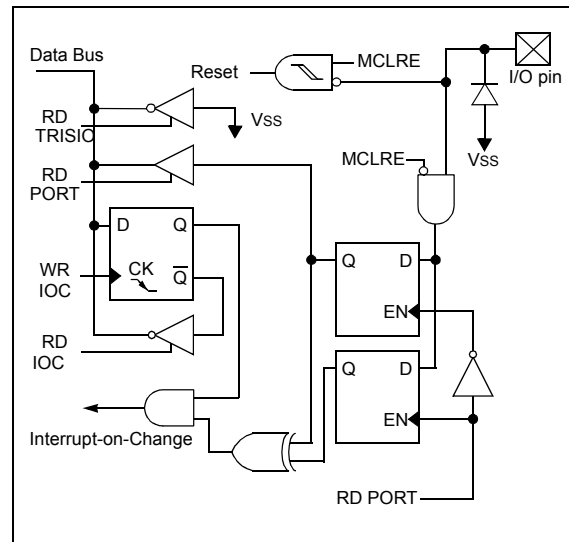 Data Bus
Reset
MCLRE
I/O pin
RD
TRISIO
VSS
VSS
RD
PORT
MCLRE
D
Q
CK
Q
WR
IOC
Q
D
EN
RD
IOC
Q
D
EN
Interrupt-on-Change
RD PORT